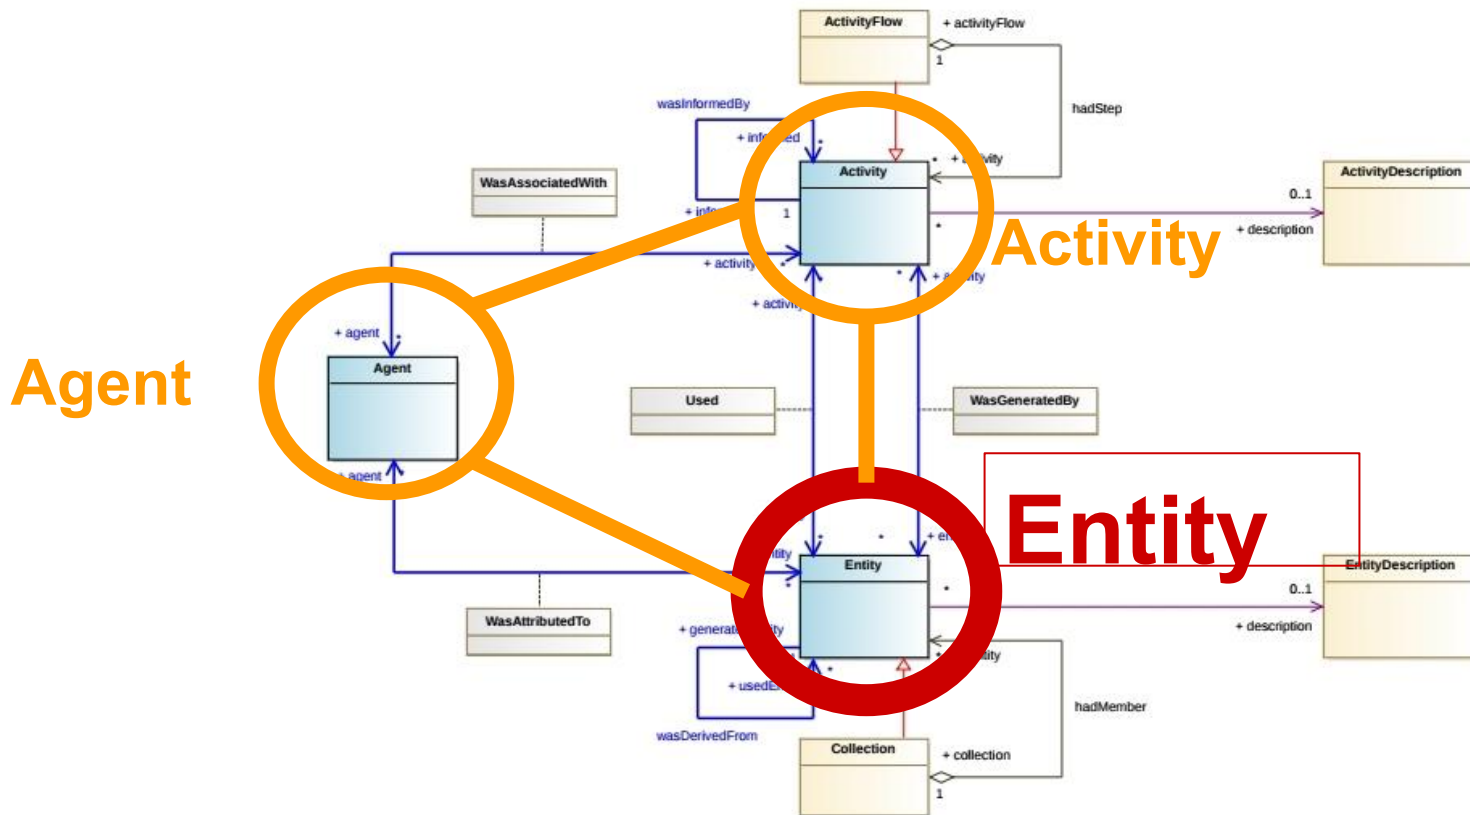 ActivityFlow
+ activityFlow
1
wasInformedBy
hadStep
*
* 
Activity
ActivityDescription
WasAssociatedWith
0..1
1
*
+ description
Activity
+ activity
*
*
*
+ activity
+ agent
*
Agent
Agent
Used
WasGeneratedBy
+ agent
*
Entity
*
*
Entity
EntityDescription
*
*
0..1
WasAttributedTo
+ description
*
*
hadMember
wasDerivedFrom
Collection
+ collection
1